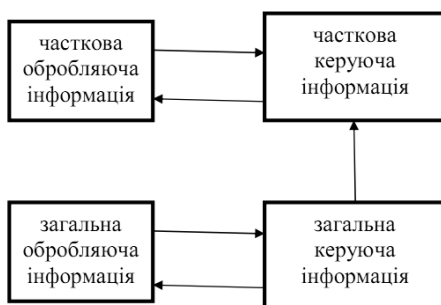 часткова
обробляюча
інформація
часткова
керуюча
інформація
загальна
обробляюча
інформація
загальна
керуюча
інформація